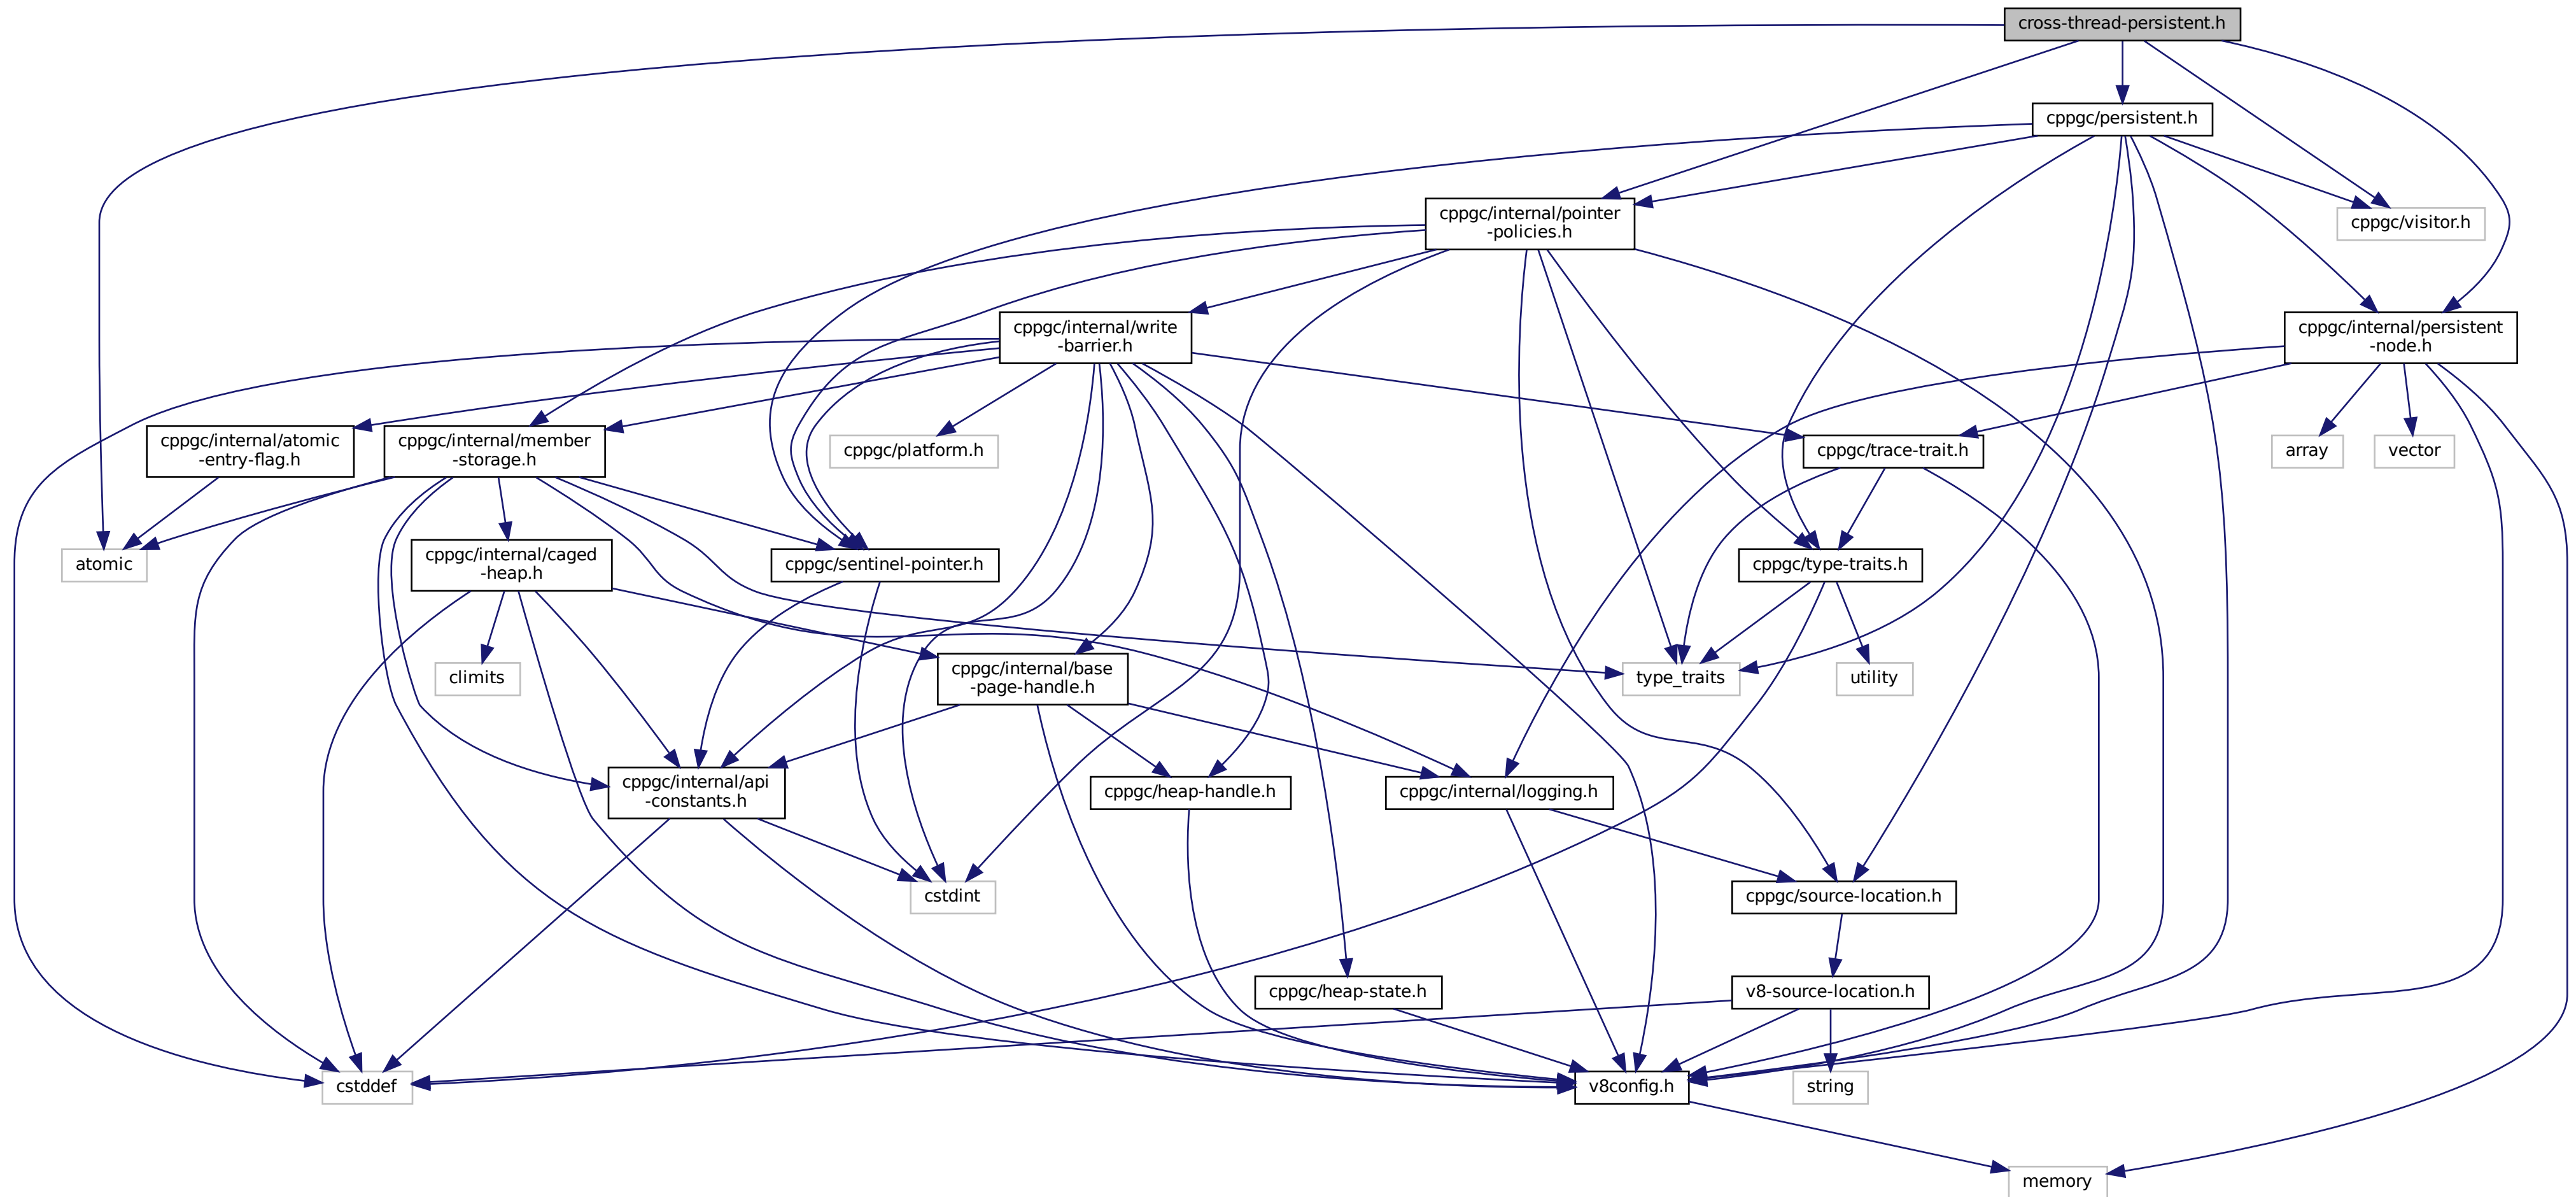 cross-thread-persistent.h
cppgc/persistent.h
cppgc/internal/pointer
-policies.h
cppgc/visitor.h
cppgc/internal/write
-barrier.h
cppgc/internal/persistent
-node.h
cppgc/internal/atomic
-entry-flag.h
cppgc/internal/member
-storage.h
cppgc/platform.h
cppgc/trace-trait.h
array
vector
atomic
cppgc/internal/caged
-heap.h
cppgc/sentinel-pointer.h
cppgc/type-traits.h
climits
cppgc/internal/base
-page-handle.h
type_traits
utility
cppgc/internal/api
-constants.h
cppgc/heap-handle.h
cppgc/internal/logging.h
cstdint
cppgc/source-location.h
cppgc/heap-state.h
v8-source-location.h
cstddef
v8config.h
string
memory